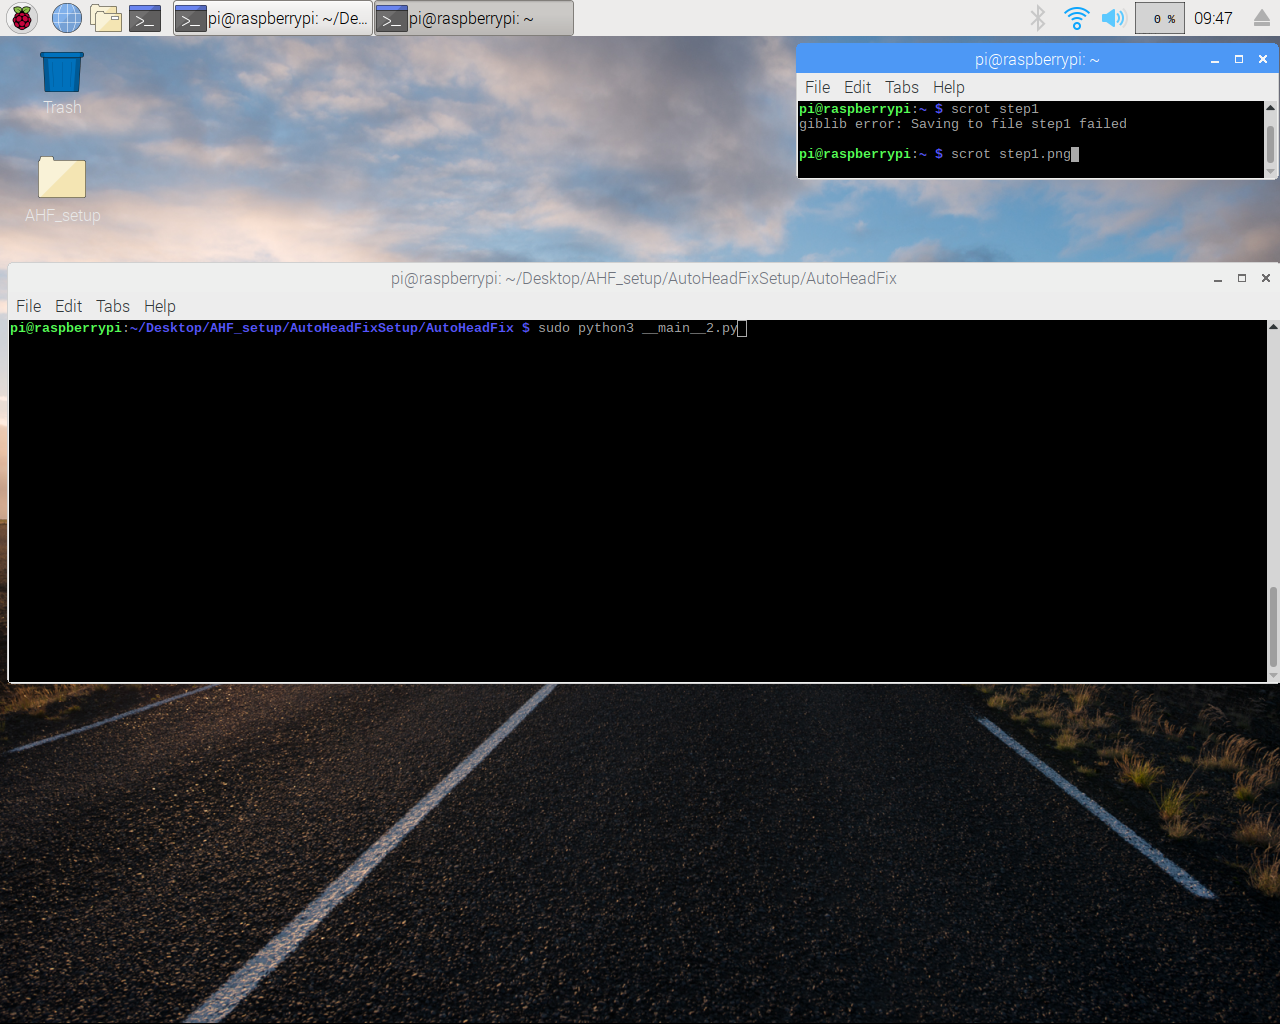 pi@raspberrypi: ~/De...
pi@raspberrypi: ~
0 %
09:47
Trash
AHF_setup
pi@raspberrypi: ~
File Edit Tabs Help
pi@raspberrypi:~ $ scrot step1
giblib error: Saving to file step1 failed
pi@raspberrypi:~ $ scrot step1.png
pi@raspberrypi: ~/Desktop/AHF_setup/AutoHeadFixSetup/AutoHeadFix
File Edit Tabs Help
pi@raspberrypi:~/Desktop/AHF_setup/AutoHeadFixSetup/AutoHeadFix $ sudo python3 __main__2.py